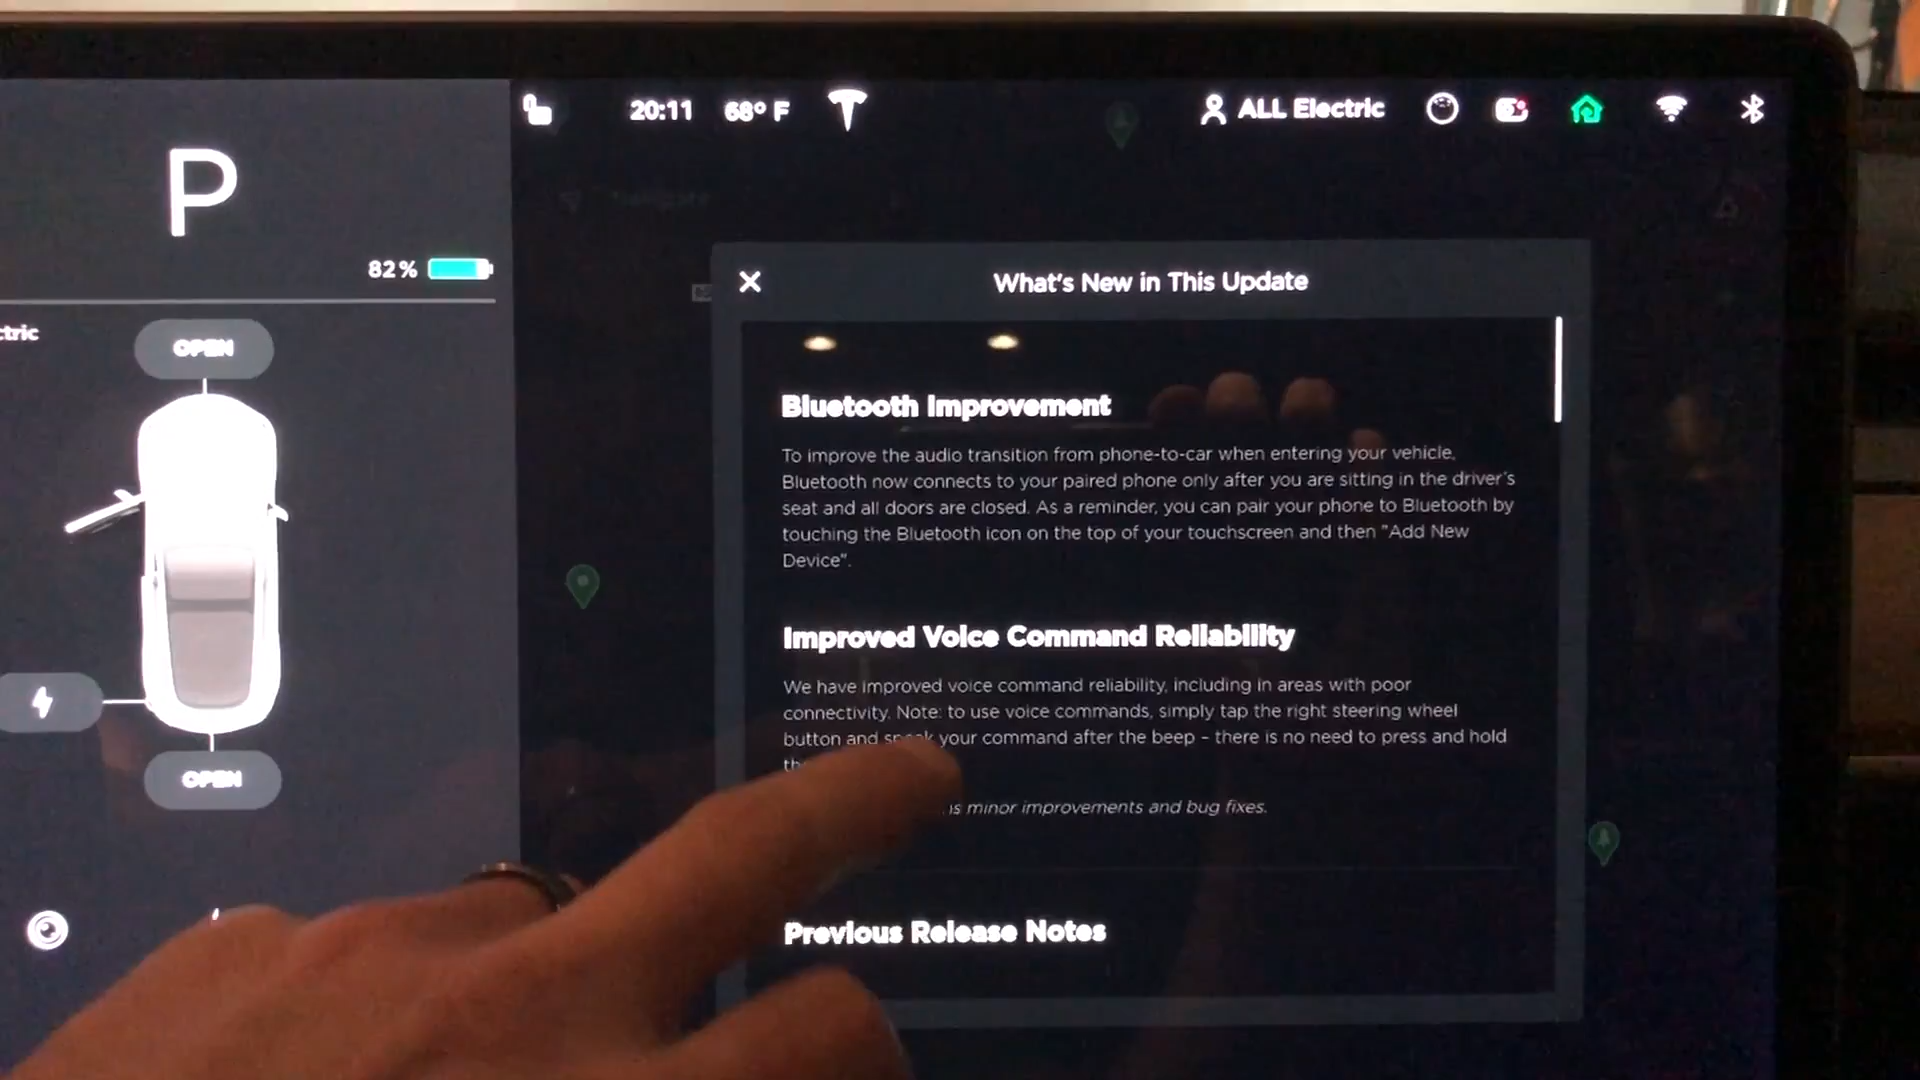 P
82%
ctric
OPEN
OPEN
20:11 68° F
ALL Electric
Navigate
What's New in This Update
Bluetooth Improvement
To improve the audio transition from phone-to-car when entering your vehicle,
Bluetooth now connects to your paired phone only after you are sitting in the driver's
seat and all doors are closed. As a reminder, you can pair your phone to Bluetooth by
touching the Bluetooth icon on the top of your touchscreen and then "Add New
Device".
Improved Voice Command Reliability
We have improved voice command reliability, including in areas with poor
connectivity. Note: to use voice commands, simply tap the right steering wheel
button and speak your command after the beep - there is no need to press and hold
is minor improvements and bug fixes.
Previous Release Notes